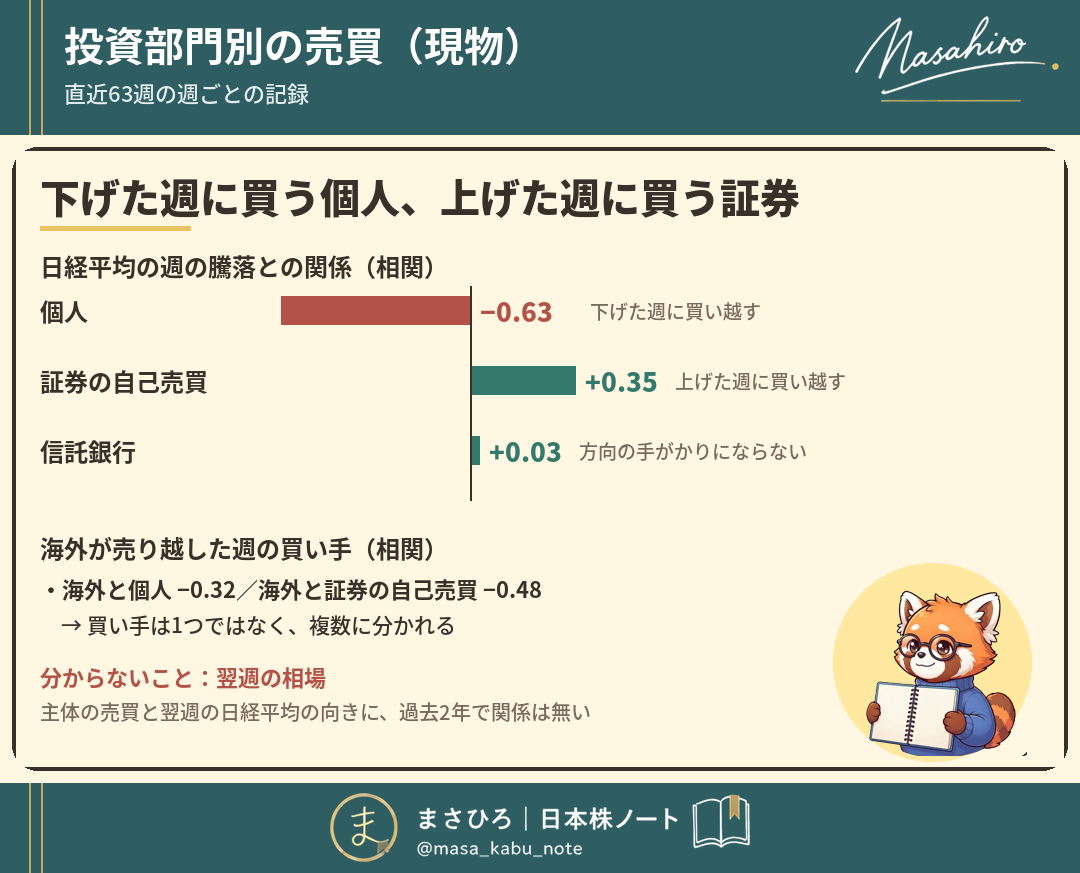 投資部門別の売買（現物）
直近63週の週ごとの記録
Masahiro
下げた週に買う個人、上げた週に買う証券
日経平均の週の騰落との関係（相関）
個人 −0.63 下げた週に買い越す
証券の自己売買 +0.35 上げた週に買い越す
信託銀行 +0.03 方向の手がかりにならない
海外が売り越した週の買い手（相関）
・海外と個人 −0.32／海外と証券の自己売買 −0.48
→ 買い手は1つではなく、複数に分かれる
分からないこと：翌週の相場
主体の売買と翌週の日経平均の向きに、過去2年で関係は無い
ま
まさひろ｜日本株ノート
@masa_kabu_note